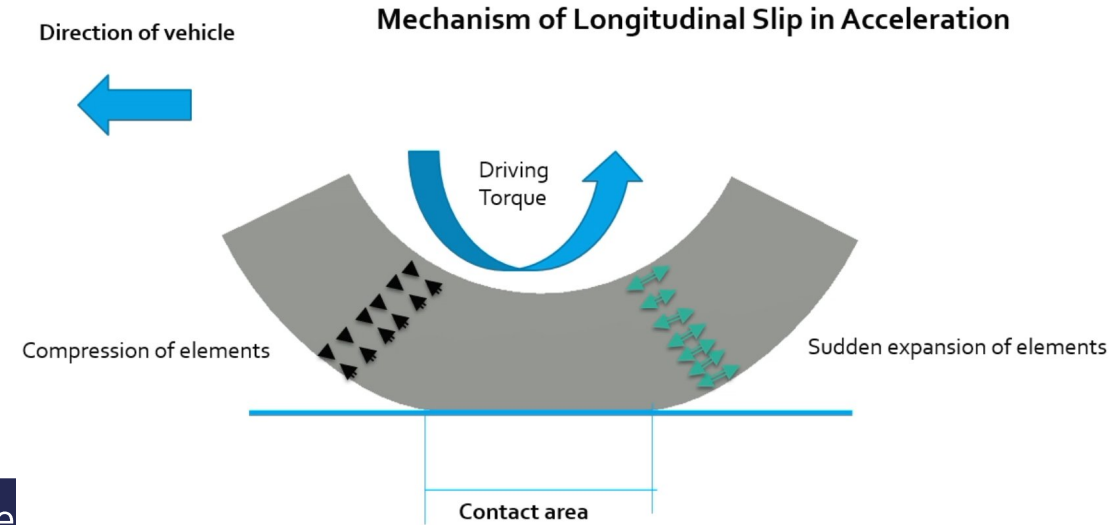 Mechanism of Longitudinal Slip in Acceleration
Direction of vehicle
Driving
Torque
Compression of elements
Sudden expansion of elements
Contact area